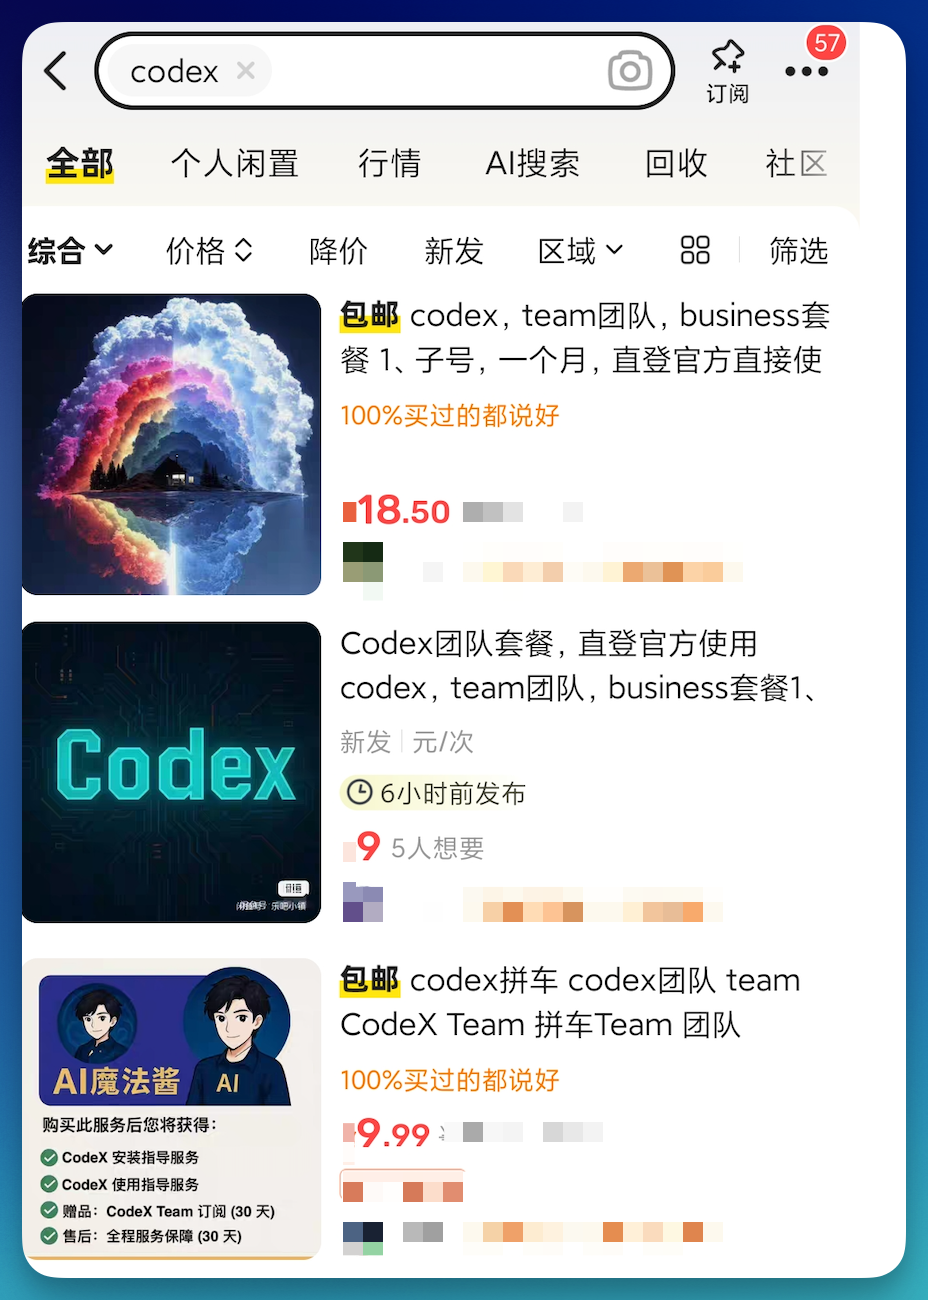 codex
57
订阅
全部 个人闲置 行情 AI搜索 回收 社区
综合 价格 降价 新发 区域 筛选
包邮 codex, team团队, business套
餐 1、子号, 一个月, 直登官方直接使
100%买过的都说好
18.50
Codex
乐吧小镇
Codex团队套餐, 直登官方使用
codex, team团队, business套餐1、
新发 元/次
6小时前发布
9 5人想要
AI魔法酱
AI
购买此服务后您将获得:
CodeX 安装指导服务
CodeX 使用指导服务
赠品: CodeX Team 订阅 (30 天)
售后: 全程服务保障 (30 天)
包邮 codex拼车 codex团队 team
CodeX Team 拼车Team 团队
100%买过的都说好
9.99